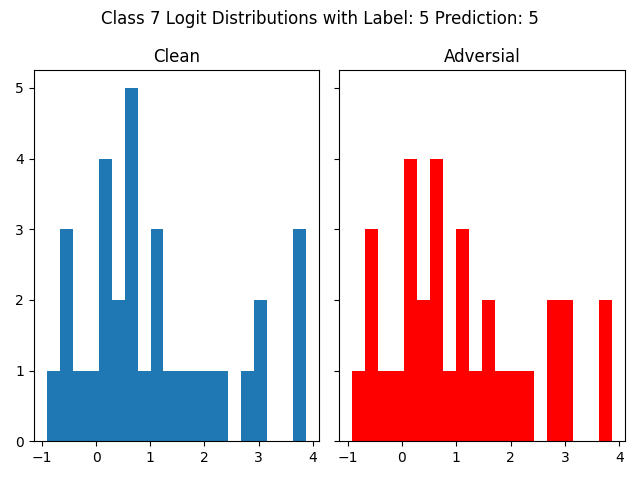 Class 7 Logit Distributions with Label: 5 Prediction: 5
Clean
Adversial
5
4
3
2
1
0
−1 0 1 2 3 4
−1 0 1 2 3 4